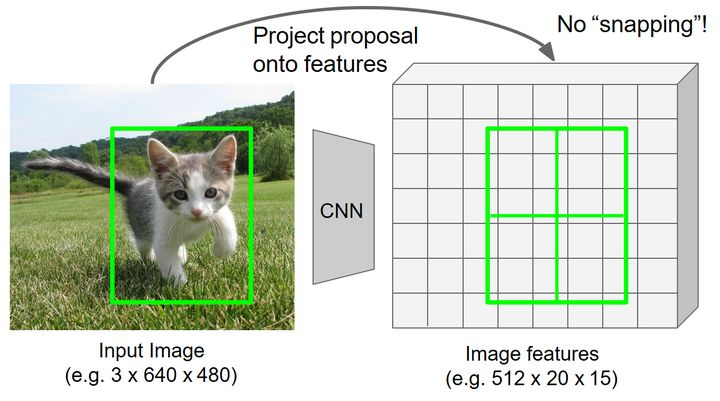 Project proposal
onto features
No “snapping”!
CNN
Input Image
(e.g. 3 x 640 x 480)
Image features
(e.g. 512 x 20 x 15)